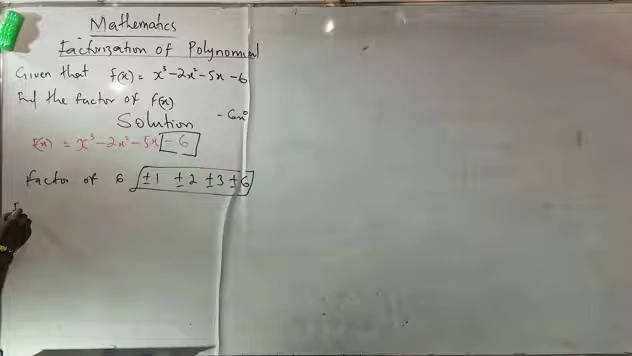 Mathematics
Factorization of Polynomial
Given that f(x) = x³ - 2x² - 5x - 6
Find the factor of f(x)
Solution
- 6x⁰
f(x) = x³ - 2x² - 5x - 6
Factor of 6 ±1 ±2 ±3 ±6